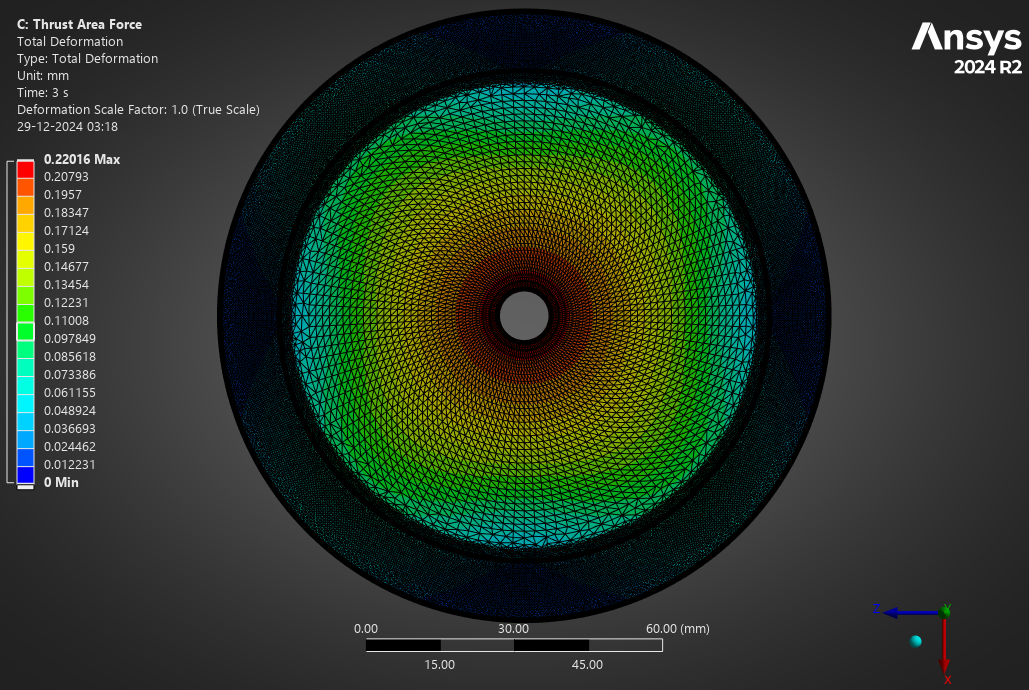 C: Thrust Area Force
Total Deformation
Type: Total Deformation
Unit: mm
Time: 3 s
Deformation Scale Factor: 1.0 (True Scale)
29-12-2024 03:18
Ansys
2024 R2
0.22016 Max
0.20793
0.1957
0.18347
0.17124
0.159
0.14677
0.13454
0.12231
0.11008
0.097849
0.085618
0.073386
0.061155
0.048924
0.036693
0.024462
0.012231
0 Min
0.00 30.00 60.00 (mm)
15.00 45.00
Z Y
X